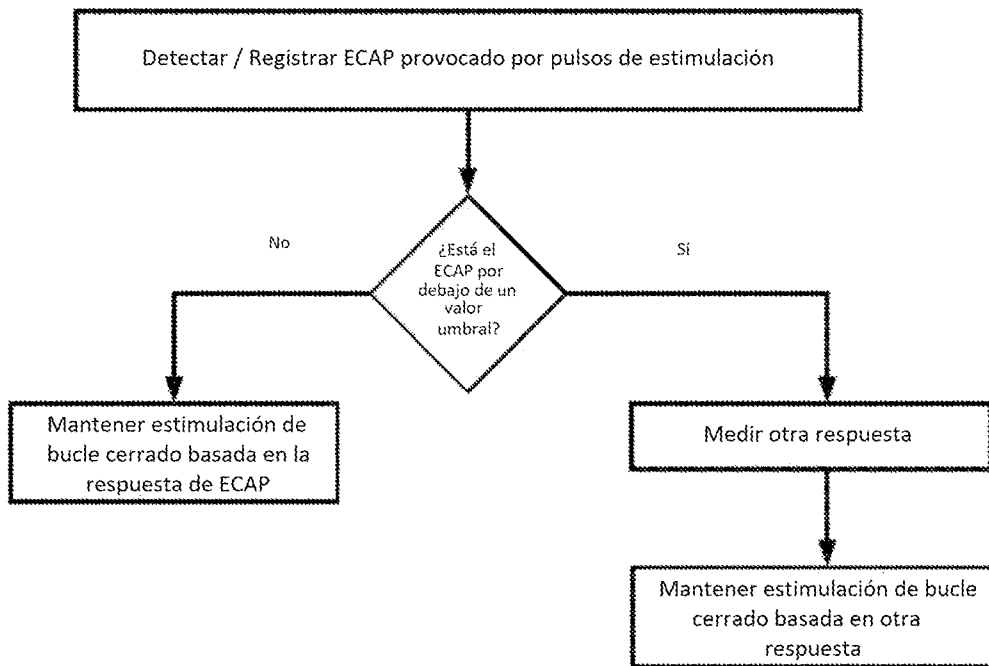 Detectar / Registrar ECAP provocado por pulsos de estimulación
No
¿Está el
ECAP por
debajo de un
valor
umbral?
Sí
Mantener estimulación de
bucle cerrado basada en la
respuesta de ECAP
Medir otra respuesta
Mantener estimulación de bucle
cerrado basada en otra
respuesta